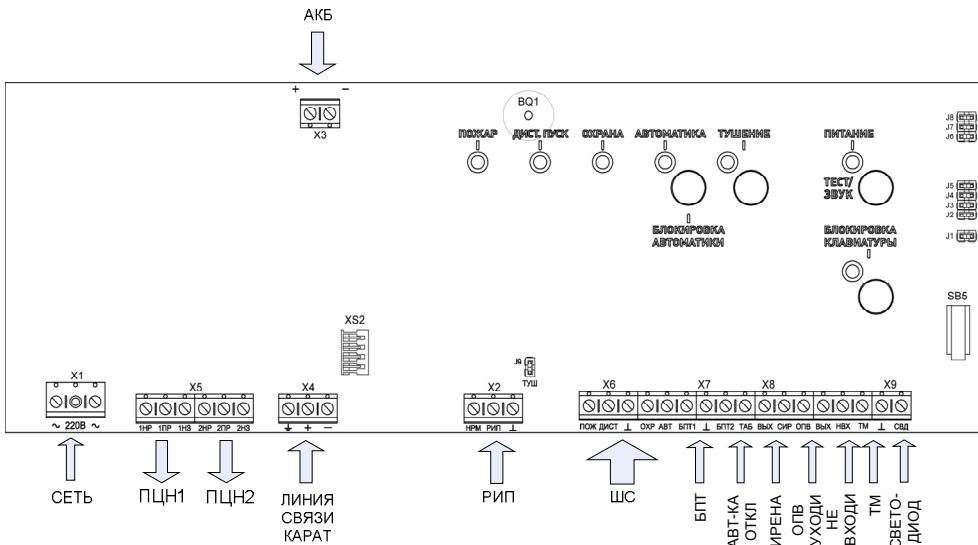 АКБ
+ −
X3
BQ1
ПОЖАР ДИСТ. ПУСК ОХРАНА АВТОМАТИКА ТУШЕНИЕ ПИТАНИЕ
J8
J7
J6
ТЕСТ/
ЗВУК
J5
J4
J3
J2
БЛОКИРОВКА
АВТОМАТИКИ
БЛОКИРОВКА
КЛАВИАТУРЫ
J1
SB5
XS2
J9
ТУШ
X1
X5
X4
X2
X6
X7
X8
X9
~ 220В ~
1НР 1ПР 1НЗ 2НР 2ПР 2НЗ
+ −
НРМ РИП ⊥
ПОЖ ДИСТ ⊥ ОХР АВТ БПТ1 ⊥ БПТ2 ТАБ ВЫХ СИР ОПВ ВЫХ НВХ ТМ ⊥ СВД
СЕТЬ
ПЦН1
ПЦН2
ЛИНИЯ
СВЯЗИ
КАРАТ
РИП
ШС
БПТ
АВТ-КА
ОТКЛ
ИРЕНА
ОПВ
УХОДИ
НЕ
ВХОДИ
ТМ
СВЕТО-
ДИОД